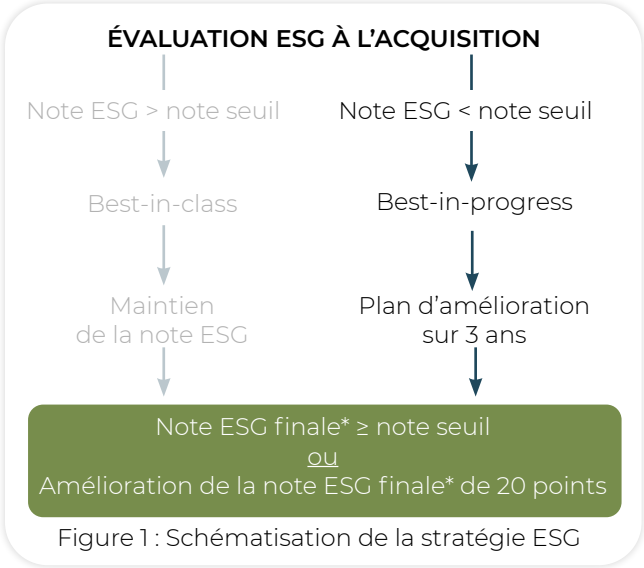 ÉVALUATION ESG À L’ACQUISITION
Note ESG > note seuil
Note ESG < note seuil
Best-in-class
Best-in-progress
Maintien
de la note ESG
Plan d’amélioration
sur 3 ans
Note ESG finale* ≥ note seuil
ou
Amélioration de la note ESG finale* de 20 points
Figure 1 : Schématisation de la stratégie ESG